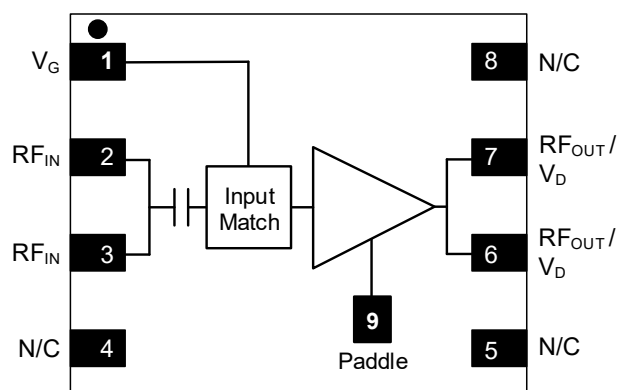 V_G 1
8 N/C
RF_IN 2
7 RF_OUT /
V_D
Input
Match
RF_IN 3
6 RF_OUT /
V_D
9
Paddle
N/C 4
5 N/C